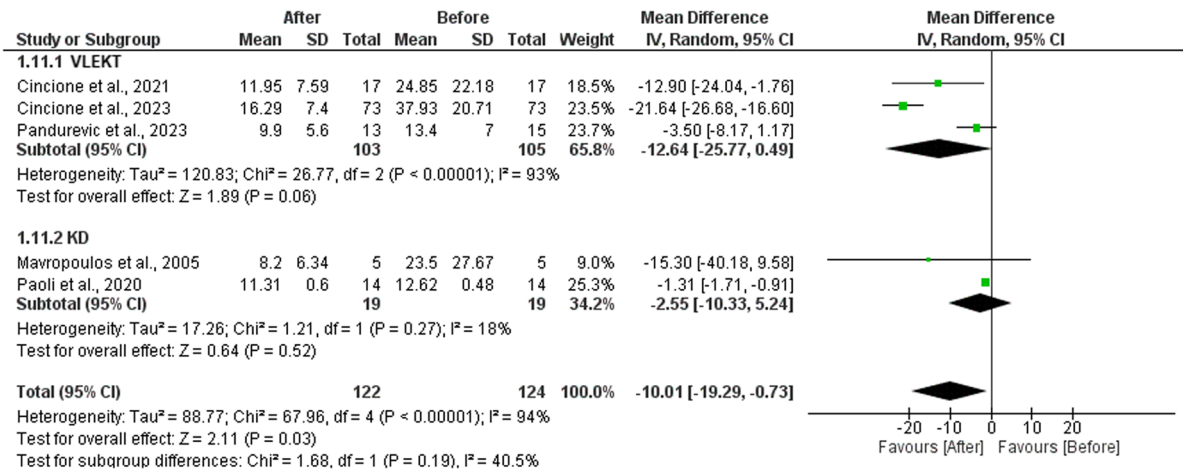 After Before Mean Difference Mean Difference
Study or Subgroup Mean SD Total Mean SD Total Weight IV, Random, 95% CI IV, Random, 95% CI
1.11.1 VLEKT
Cincione et al., 2021 11.95 7.59 17 24.85 22.18 17 18.5% -12.90 [-24.04, -1.76]
Cincione et al., 2023 16.29 7.4 73 37.93 20.71 73 23.5% -21.64 [-26.68, -16.60]
Pandurevic et al., 2023 9.9 5.6 13 13.4 7 15 23.7% -3.50 [-8.17, 1.17]
Subtotal (95% CI) 103 105 65.8% -12.64 [-25.77, 0.49]
Heterogeneity: Tau² = 120.83; Chi² = 26.77, df = 2 (P < 0.00001); I² = 93%
Test for overall effect: Z = 1.89 (P = 0.06)
1.11.2 KD
Mavropoulos et al., 2005 8.2 6.34 5 23.5 27.67 5 9.0% -15.30 [-40.18, 9.58]
Paoli et al., 2020 11.31 0.6 14 12.62 0.48 14 25.3% -1.31 [-1.71, -0.91]
Subtotal (95% CI) 19 19 34.2% -2.55 [-10.33, 5.24]
Heterogeneity: Tau² = 17.26; Chi² = 1.21, df = 1 (P = 0.27); I² = 18%
Test for overall effect: Z = 0.64 (P = 0.52)
Total (95% CI) 122 124 100.0% -10.01 [-19.29, -0.73]
Heterogeneity: Tau² = 88.77; Chi² = 67.96, df = 4 (P < 0.00001); I² = 94%
Test for overall effect: Z = 2.11 (P = 0.03)
Test for subgroup differences: Chi² = 1.68, df = 1 (P = 0.19), I² = 40.5%
-20 -10 0 10 20
Favours [After] Favours [Before]